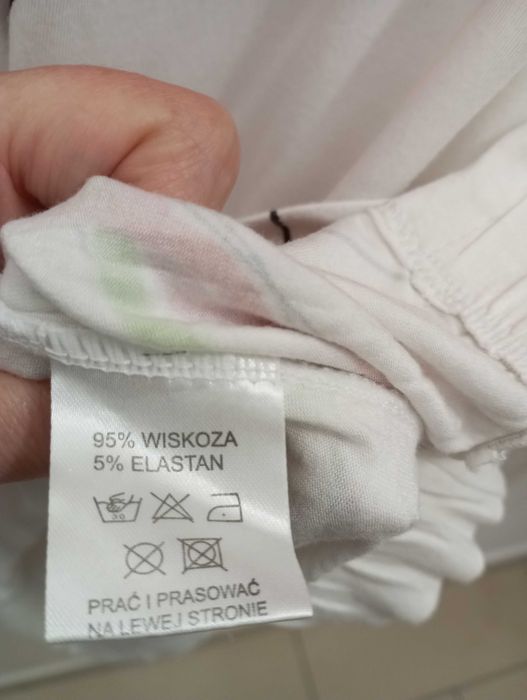 95% WISKOZA
5% ELASTAN
30
PRAĆ I PRASOWAĆ
NA LEWEJ STRONIE